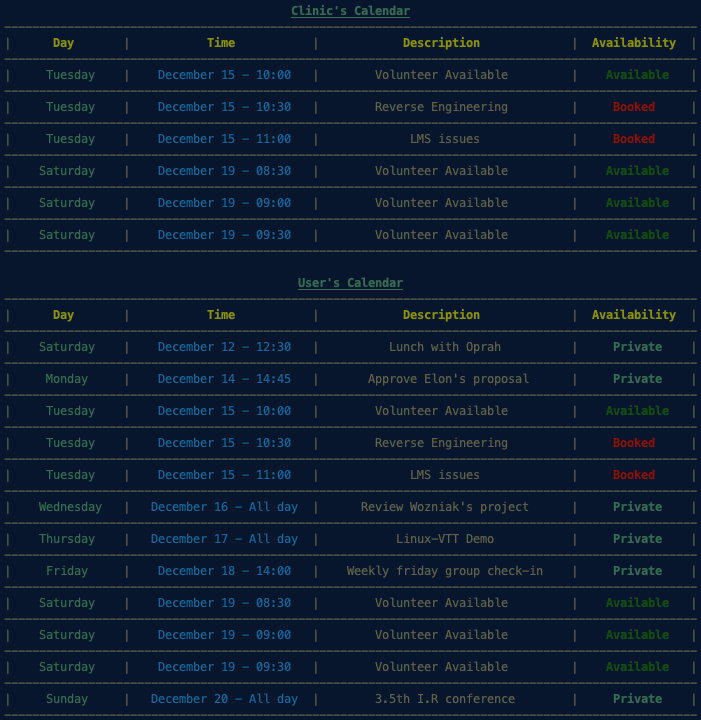 Clinic's Calendar
| Day | Time | Description | Availability |
| Tuesday | December 15 - 10:00 | Volunteer Available | Available |
| Tuesday | December 15 - 10:30 | Reverse Engineering | Booked |
| Tuesday | December 15 - 11:00 | LMS issues | Booked |
| Saturday | December 19 - 08:30 | Volunteer Available | Available |
| Saturday | December 19 - 09:00 | Volunteer Available | Available |
| Saturday | December 19 - 09:30 | Volunteer Available | Available |
User's Calendar
| Day | Time | Description | Availability |
| Saturday | December 12 - 12:30 | Lunch with Oprah | Private |
| Monday | December 14 - 14:45 | Approve Elon's proposal | Private |
| Tuesday | December 15 - 10:00 | Volunteer Available | Available |
| Tuesday | December 15 - 10:30 | Reverse Engineering | Booked |
| Tuesday | December 15 - 11:00 | LMS issues | Booked |
| Wednesday | December 16 - All day | Review Wozniak's project | Private |
| Thursday | December 17 - All day | Linux-VTT Demo | Private |
| Friday | December 18 - 14:00 | Weekly friday group check-in | Private |
| Saturday | December 19 - 08:30 | Volunteer Available | Available |
| Saturday | December 19 - 09:00 | Volunteer Available | Available |
| Saturday | December 19 - 09:30 | Volunteer Available | Available |
| Sunday | December 20 - All day | 3.5th I.R conference | Private |